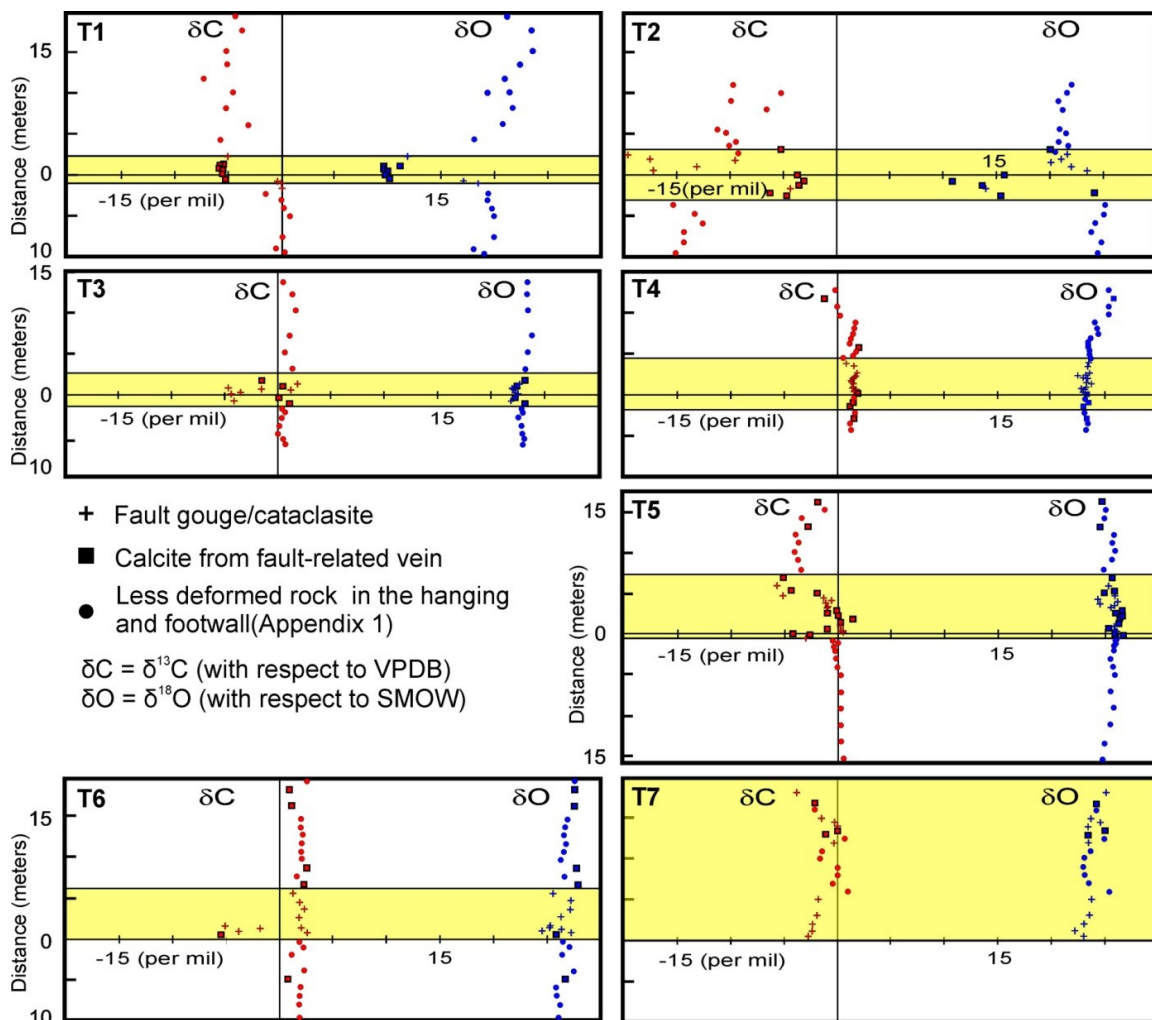 T1
δC
δO
15
0
10
Distance (meters)
-15 (per mil)
15
T2
δC
δO
15
-15 (per mil)
T3
δC
δO
15
0
10
Distance (meters)
-15 (per mil)
15
T4
δC
δO
-15 (per mil)
15
+ Fault gouge/cataclasite
■ Calcite from fault-related vein
● Less deformed rock in the hanging
and footwall(Appendix 1)
δC = δ¹³C (with respect to VPDB)
δO = δ¹⁸O (with respect to SMOW)
T5
δC
δO
15
0
15
Distance (meters)
-15 (per mil)
15
T6
δC
δO
15
0
10
Distance (meters)
-15 (per mil)
15
T7
δC
δO
-15 (per mil)
15